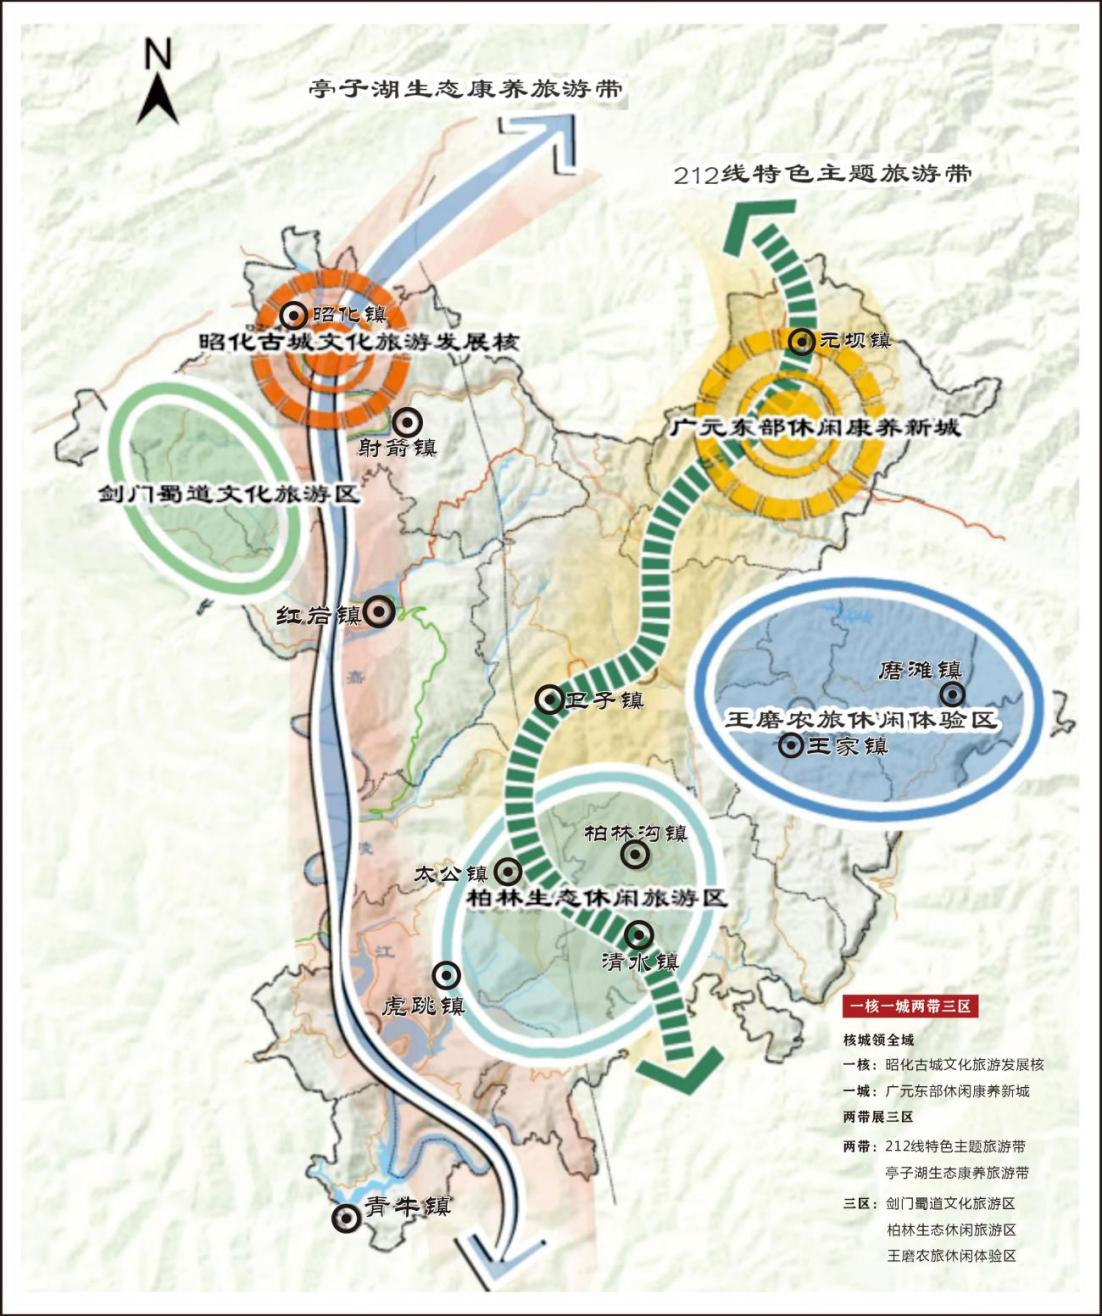 N
亭子湖生态康养旅游带
212线特色主题旅游带
昭化镇
昭化古城文化旅游发展核
元坝镇
广元东部休闲康养新城
射箭镇
剑门蜀道文化旅游区
红岩镇
嘉
卫子镇
磨滩镇
王磨农旅休闲体验区
王家镇
柏林沟镇
陵
太公镇
柏林生态休闲旅游区
清水镇
江
虎跳镇
青牛镇
一核一城两带三区
核城领全域
一核：昭化古城文化旅游发展核
一城：广元东部休闲康养新城
两带展三区
两带：212线特色主题旅游带
亭子湖生态康养旅游带
三区：剑门蜀道文化旅游区
柏林生态休闲旅游区
王磨农旅休闲体验区